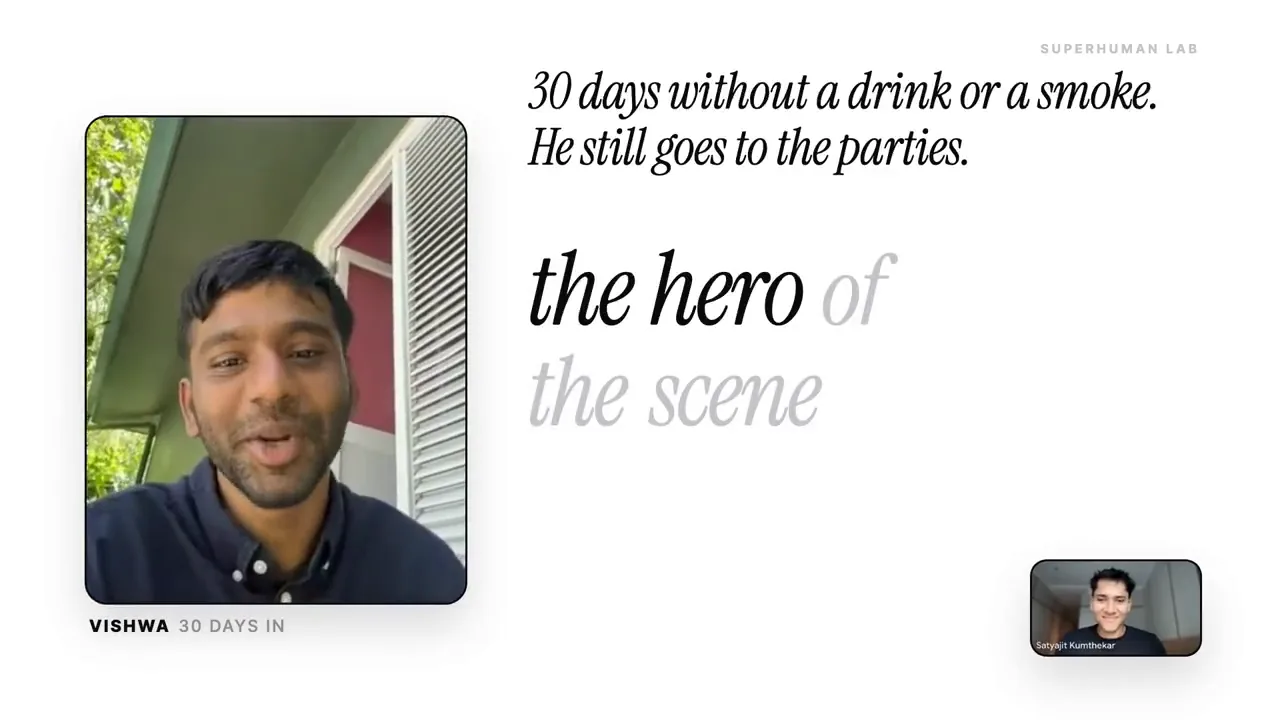 SUPERHUMAN LAB
30 days without a drink or a smoke.
He still goes to the parties.
the hero of
the scene
VISHWA 30 DAYS IN
Satyajit Kumthekar